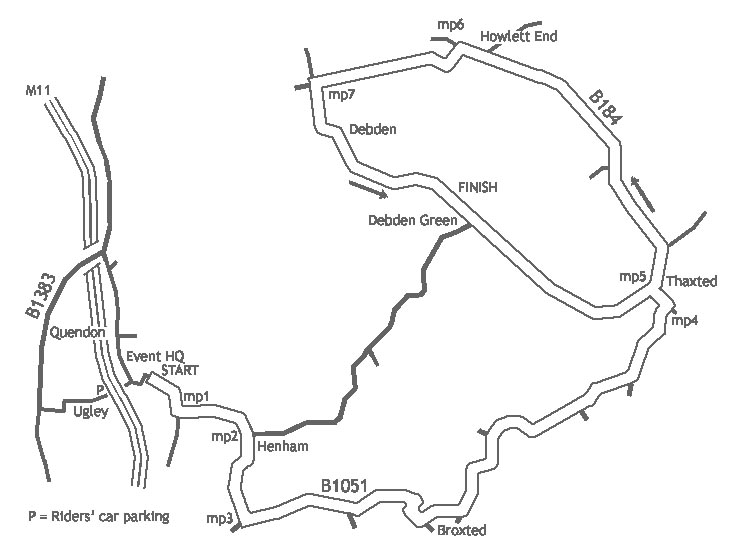 mp6
Howlett End
M11
mp7
B184
Debden
FINISH
Debden Green
mp5
Thaxted
B1383
mp4
Quendon
Event HQ
START
P
mp1
Ugley
mp2
Henham
B1051
mp3
P = Riders' car parking
Broxted